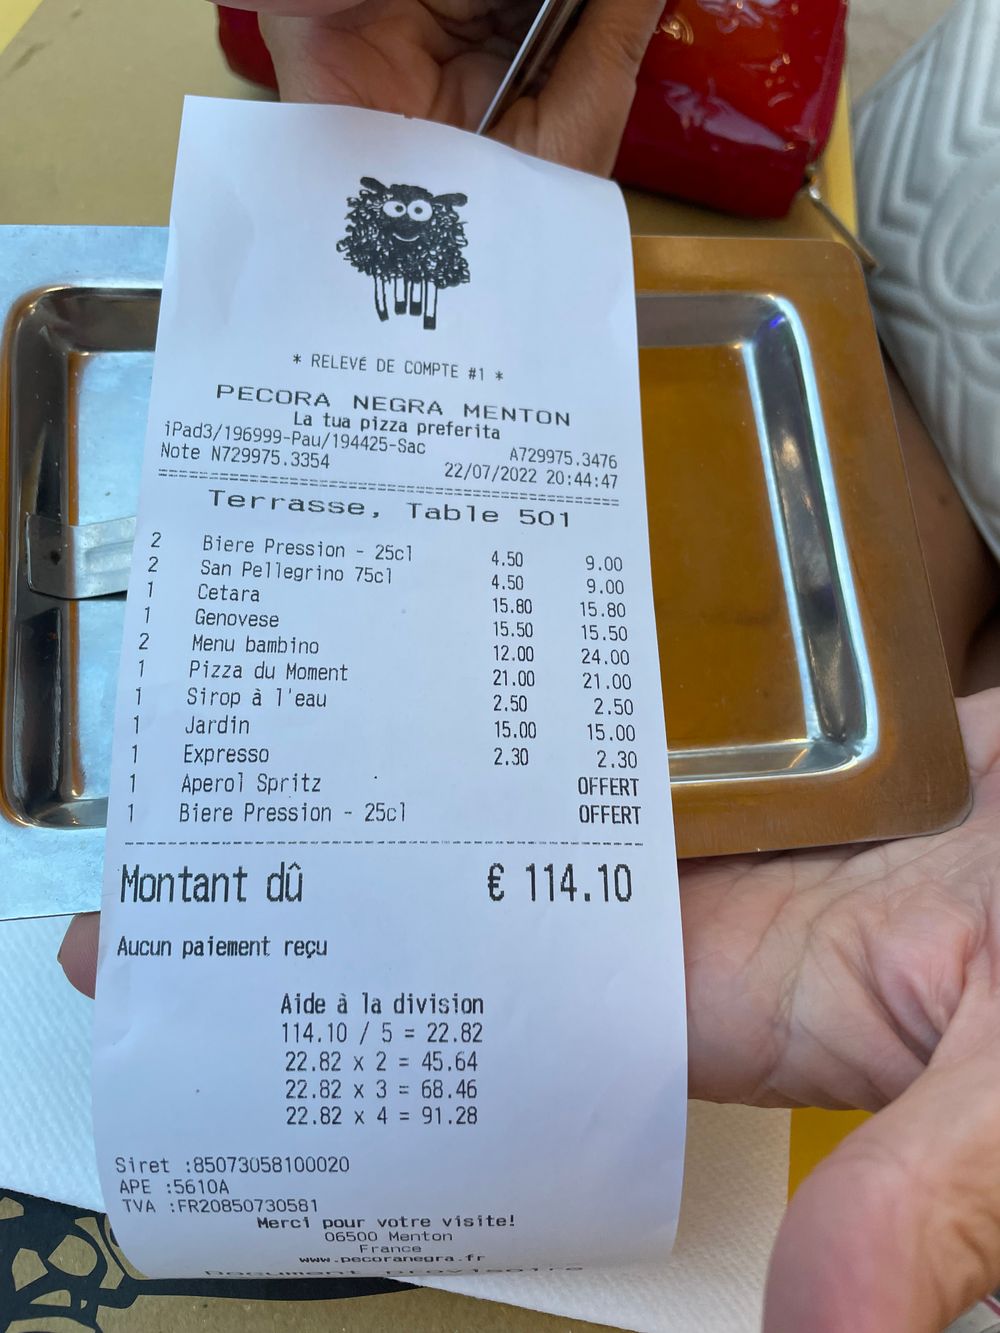 * RELEVÉ DE COMPTE #1 *
PECORA NEGRA MENTON
La tua pizza preferita
iPad3/196999-Pau/194425-Sac A729975.3476
Note N729975.3354 22/07/2022 20:44:47
Terrasse, Table 501
2 Biere Pression - 25cl 4.50 9.00
2 San Pellegrino 75cl 4.50 9.00
1 Cetara 15.80 15.80
1 Genovese 15.50 15.50
2 Menu bambino 12.00 24.00
1 Pizza du Moment 21.00 21.00
1 Sirop à l'eau 2.50 2.50
1 Jardin 15.00 15.00
1 Expresso 2.30 2.30
1 Aperol Spritz OFFERT
1 Biere Pression - 25cl OFFERT
Montant dû € 114.10
Aucun paiement reçu
Aide à la division
114.10 / 5 = 22.82
22.82 x 2 = 45.64
22.82 x 3 = 68.46
22.82 x 4 = 91.28
Siret :85073058100020
APE :5610A
TVA :FR20850730581
Merci pour votre visite!
06500 Menton
France
www.pecoranegra.fr
Document provisoire